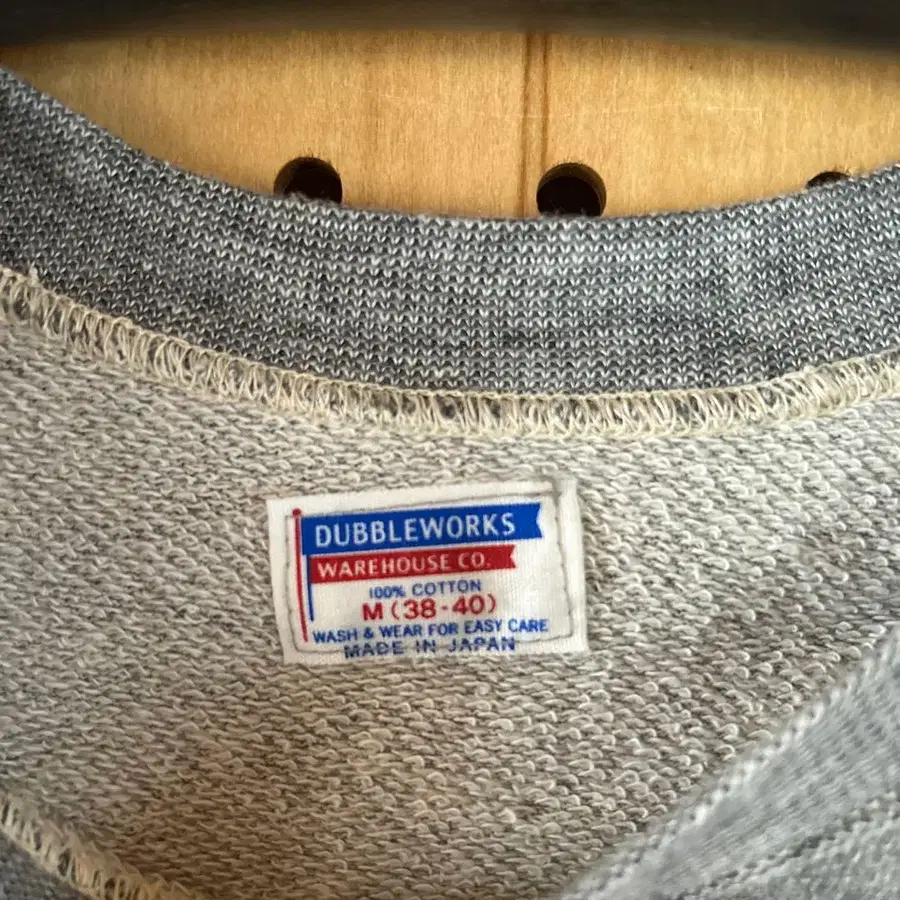 DUBBLEWORKS
WAREHOUSE CO.
100% COTTON
M (38-40)
WASH & WEAR FOR EASY CARE
MADE IN JAPAN